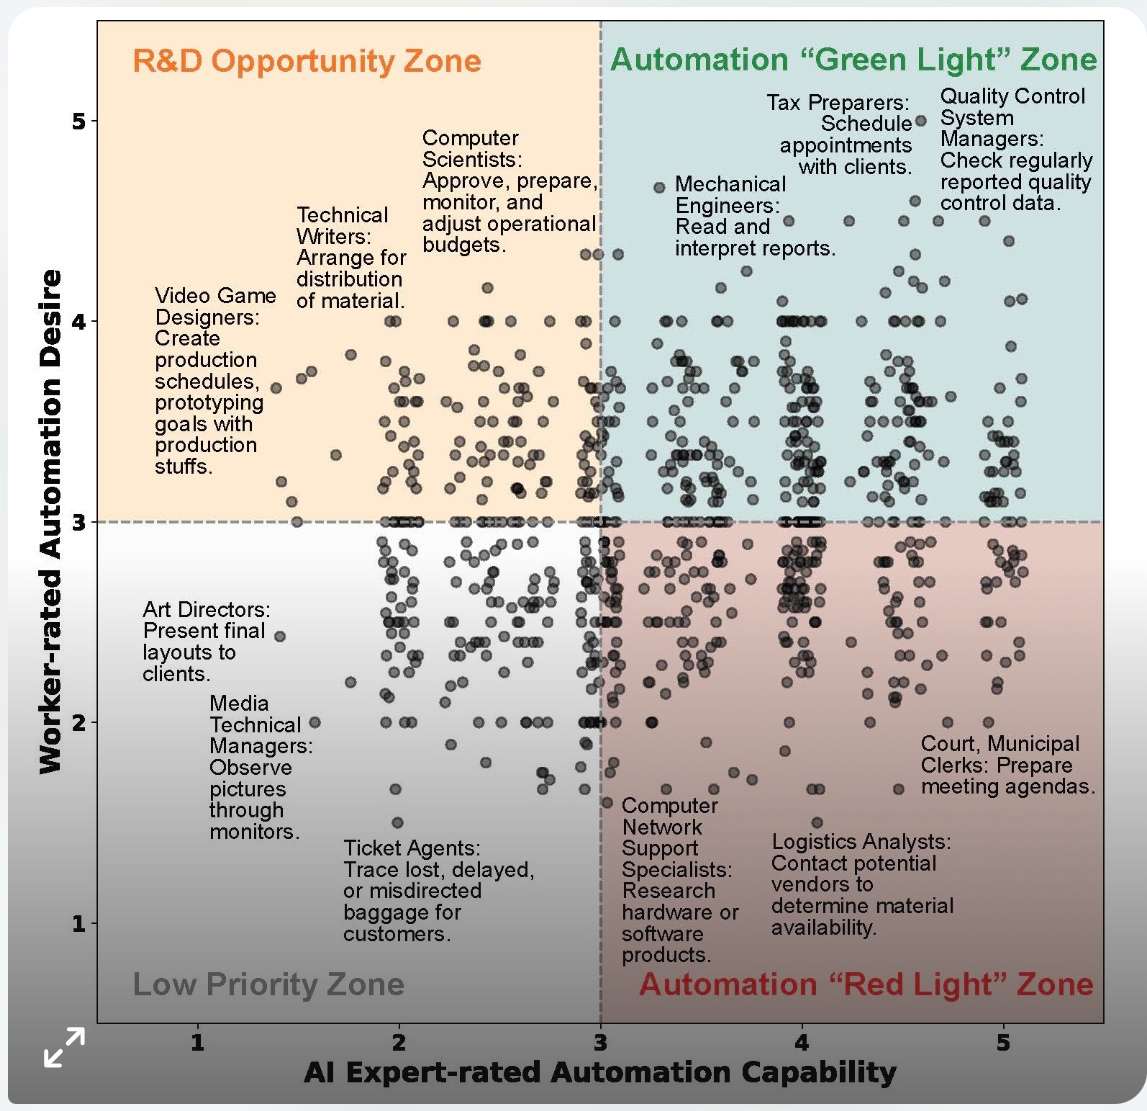 R&D Opportunity Zone
Automation “Green Light” Zone
Tax Preparers:
Schedule
appointments
with clients.
Quality Control
System
Managers:
Check regularly
reported quality
control data.
Computer
Scientists:
Approve, prepare,
monitor, and
adjust operational
budgets.
Mechanical
Engineers:
Read and
interpret reports.
Technical
Writers:
Arrange for
distribution
of material.
Video Game
Designers:
Create
production
schedules,
prototyping
goals with
production
stuffs.
Art Directors:
Present final
layouts to
clients.
Media
Technical
Managers:
Observe
pictures
through
monitors.
Ticket Agents:
Trace lost, delayed,
or misdirected
baggage for
customers.
Computer
Network
Support
Specialists:
Research
hardware or
software
products.
Logistics Analysts:
Contact potential
vendors to
determine material
availability.
Court, Municipal
Clerks: Prepare
meeting agendas.
Low Priority Zone
Automation “Red Light” Zone
Worker-rated Automation Desire
5
4
3
2
1
1
2
3
4
5
AI Expert-rated Automation Capability